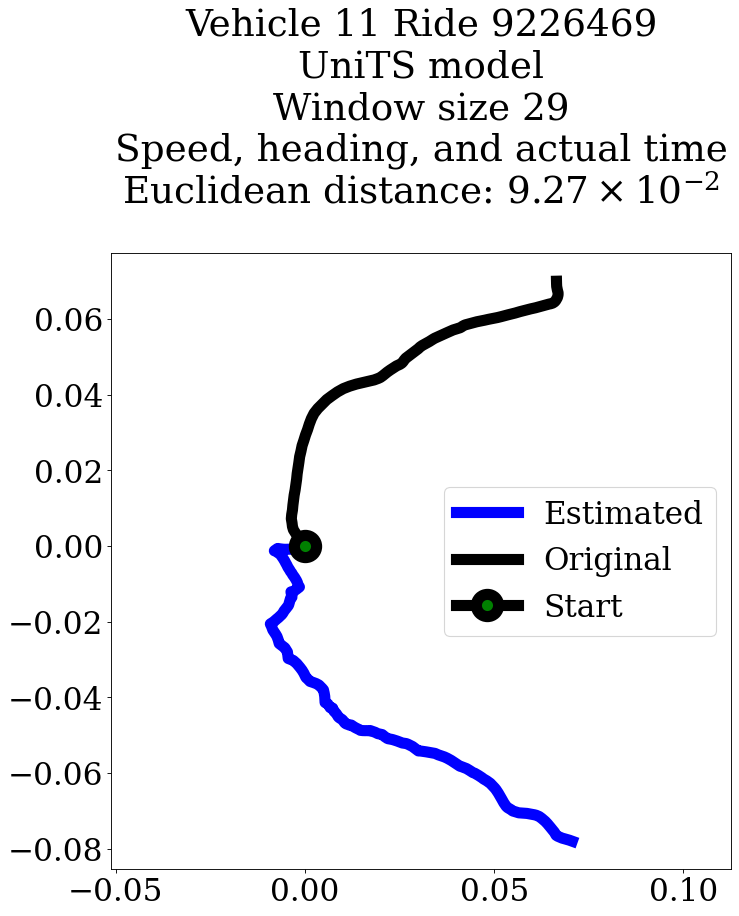 Vehicle 11 Ride 9226469
UniTS model
Window size 29
Speed, heading, and actual time
Euclidean distance: 9.27 × 10⁻²
0.06
0.04
0.02
0.00
−0.02
−0.04
−0.06
−0.08
Estimated
Original
Start
−0.05 0.00 0.05 0.10